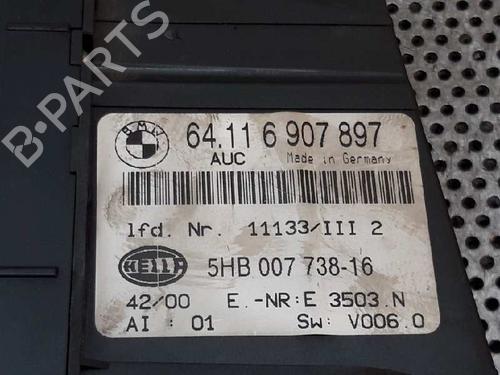 B-PARTS
BMW
64.11 6 907 897
AUC Made in Germany
lfd. Nr. 11133/III 2
HELLA 5HB 007 738-16
42/00 E.-NR:E 3503.N
AI : 01 Sw: V006.0